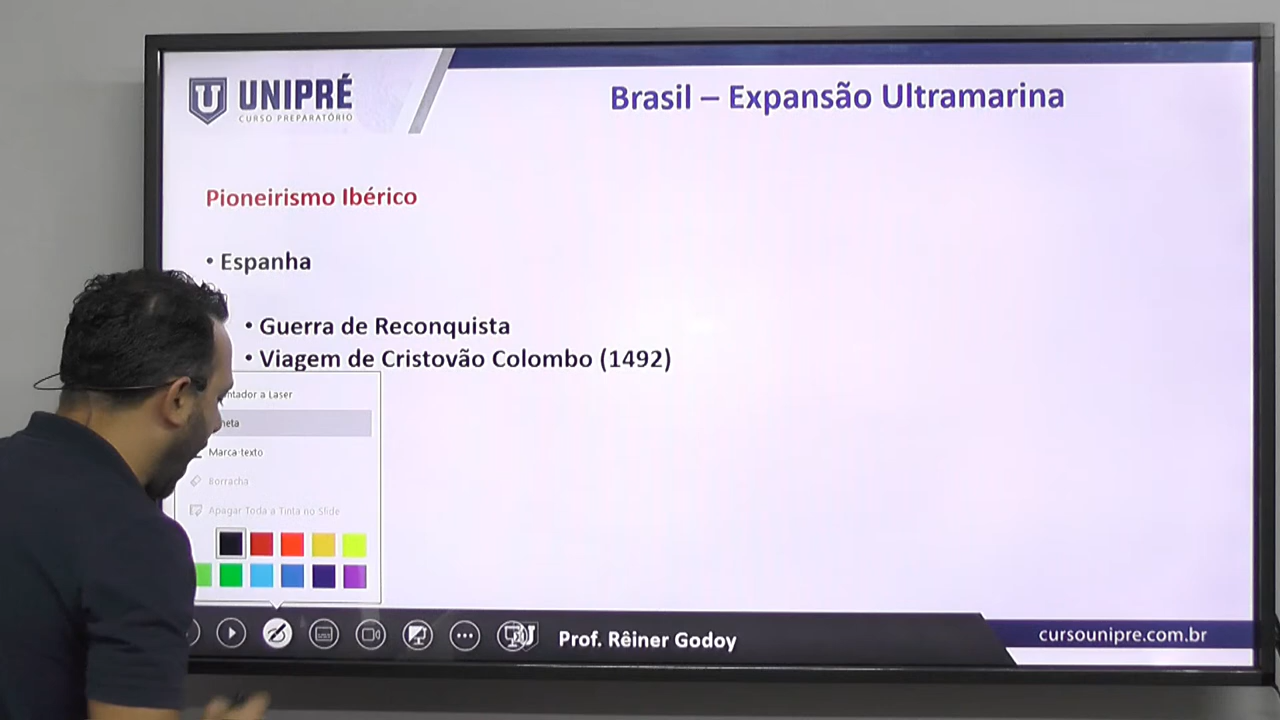 UNIPRÉ
CURSO PREPARATÓRIO
Brasil – Expansão Ultramarina
Pioneirismo Ibérico
• Espanha
• Guerra de Reconquista
• Viagem de Cristovão Colombo (1492)
a Laser
Marca-texto
Borracha
Apagar Toda a Tinta no Slide
Prof. Rêiner Godoy
cursounipre.com.br